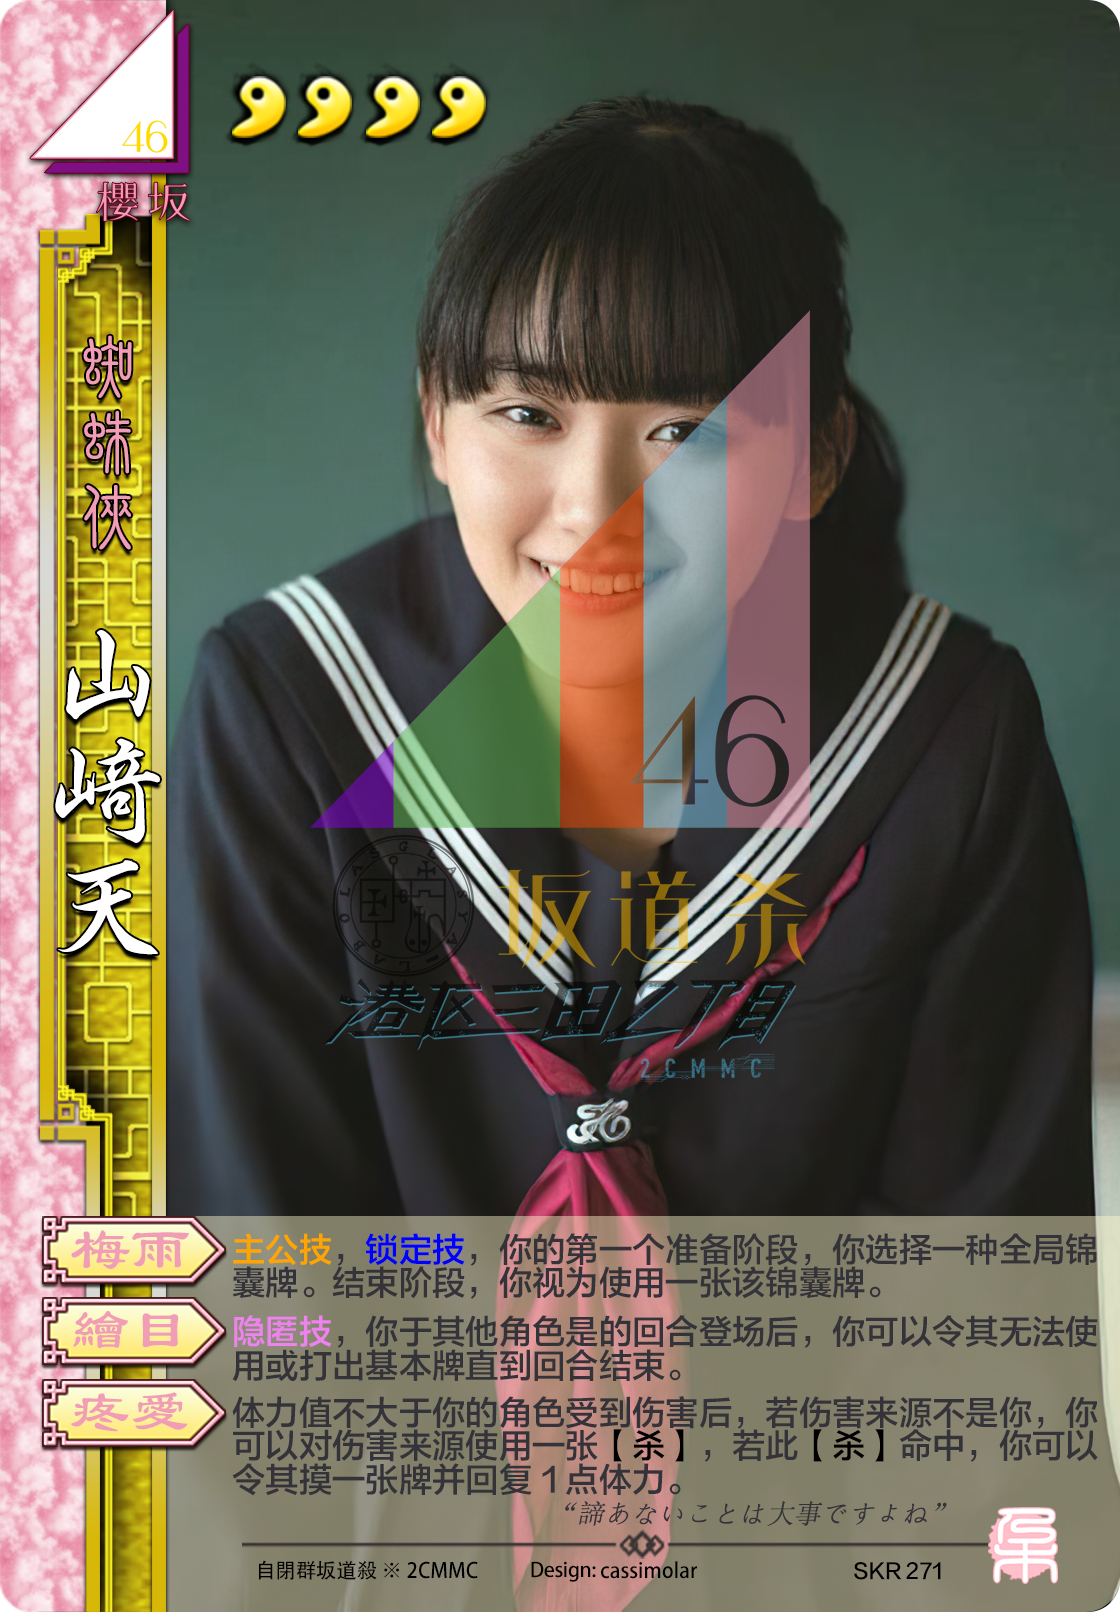 46
櫻坂
蜘蛛俠
山﨑天
46
坂道杀
港区三田乙丁目
2CMMC
梅雨
主公技，锁定技，你的第一个准备阶段，你选择一种全局锦
囊牌。结束阶段，你视为使用一张该锦囊牌。
繪目
隐匿技，你于其他角色是的回合登场后，你可以令其无法使
用或打出基本牌直到回合结束。
疼愛
体力值不大于你的角色受到伤害后，若伤害来源不是你，你
可以对伤害来源使用一张【杀】，若此【杀】命中，你可以
令其摸一张牌并回复1点体力。
“諦あないことは大事ですよね”
自閉群坂道殺 ※ 2CMMC
Design: cassimolar
SKR 271